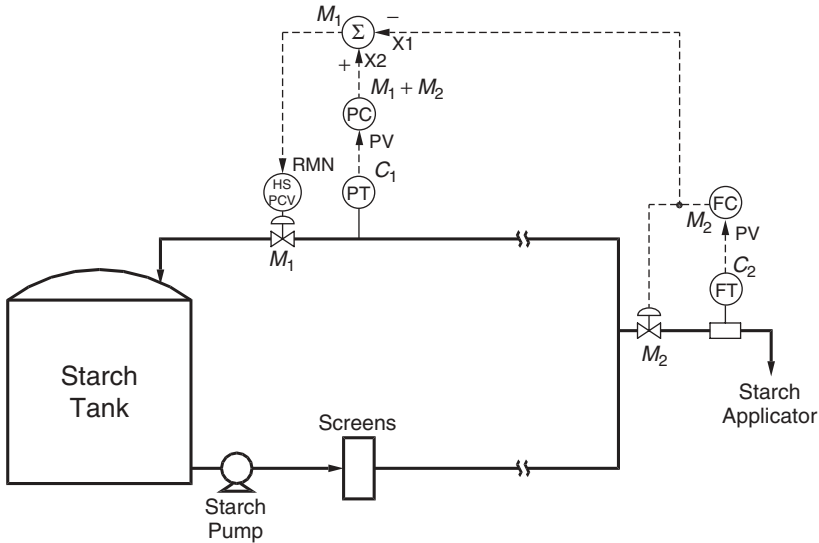 M1
−
Σ
X1
+
X2
M1 + M2
PC
PV
RMN
C1
HS
PCV
PT
FC
M2
PV
M1
C2
FT
M2
Starch
Tank
Starch
Applicator
Screens
Starch
Pump